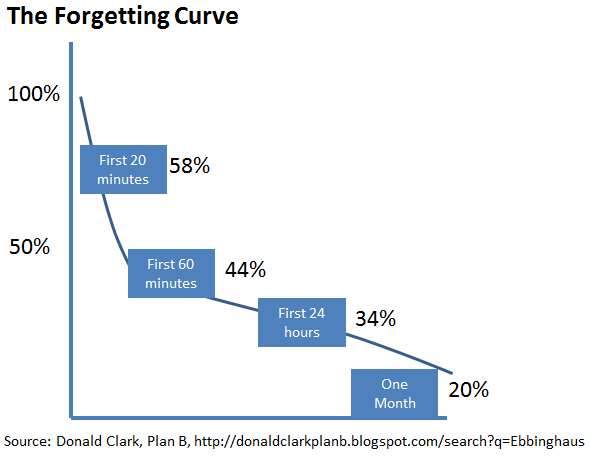 The Forgetting Curve
100%
First 20
minutes
58%
50%
First 60
minutes
44%
First 24
hours
34%
One
Month
20%
Source: Donald Clark, Plan B, http://donaldclarkplanb.blogspot.com/search?q=Ebbinghaus